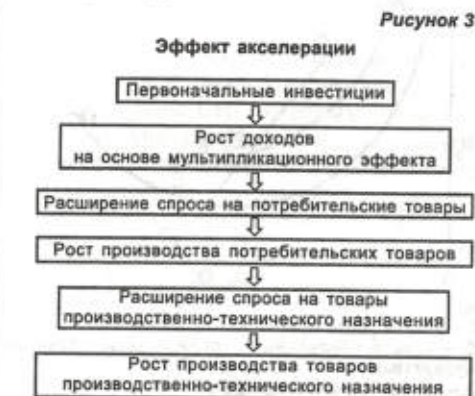 Рисунок 3
Эффект акселерации
Первоначальные инвестиции
Рост доходов
на основе мультипликационного эффекта
Расширение спроса на потребительские товары
Рост производства потребительских товаров
Расширение спроса на товары
производственно-технического назначения
Рост производства товаров
производственно-технического назначения